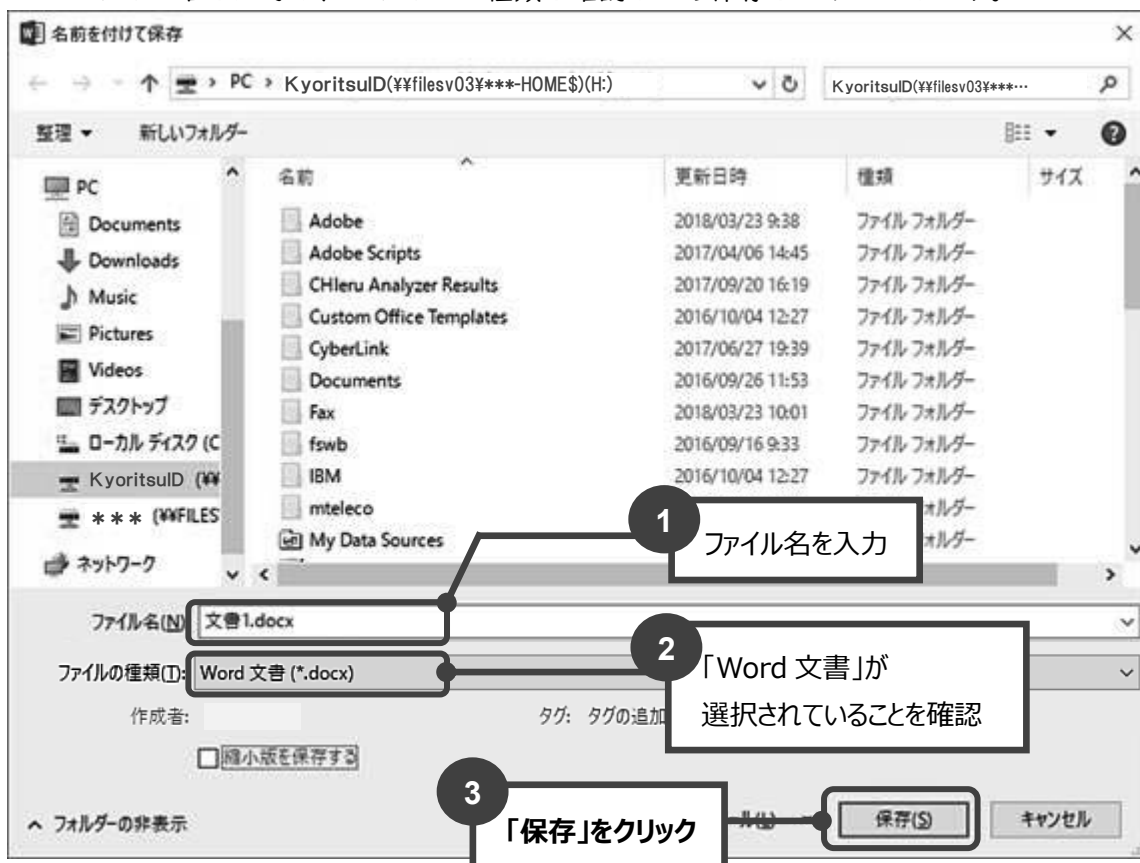 名前を付けて保存
PC › KyoritsuID(¥¥filesv03¥***-HOME$)(H:)
KyoritsuID(¥¥filesv03¥***…
整理 新しいフォルダー
名前 更新日時 種類 サイズ
PC
Documents
Downloads
Music
Pictures
Videos
デスクトップ
ローカル ディスク (C
KyoritsuID (¥¥
*** (¥¥FILES
ネットワーク
Adobe 2018/03/23 9:38 ファイル フォルダー
Adobe Scripts 2017/04/06 14:45 ファイル フォルダー
CHIeru Analyzer Results 2017/09/20 16:19 ファイル フォルダー
Custom Office Templates 2016/10/04 12:27 ファイル フォルダー
CyberLink 2017/06/27 19:39 ファイル フォルダー
Documents 2016/09/26 11:53 ファイル フォルダー
Fax 2018/03/23 10:01 ファイル フォルダー
fswb 2016/09/16 9:33 ファイル フォルダー
IBM 2016/10/04 12:27 ファイル フォルダー
mteleco ォルダー
My Data Sources ォルダー
1 ファイル名を入力
ファイル名(N): 文書1.docx
ファイルの種類(T): Word 文書 (*.docx)
2 「Word 文書」が
選択されていることを確認
作成者: タグ: タグの追加
縮小版を保存する
3 「保存」をクリック
フォルダーの非表示 ール(L) 保存(S) キャンセル